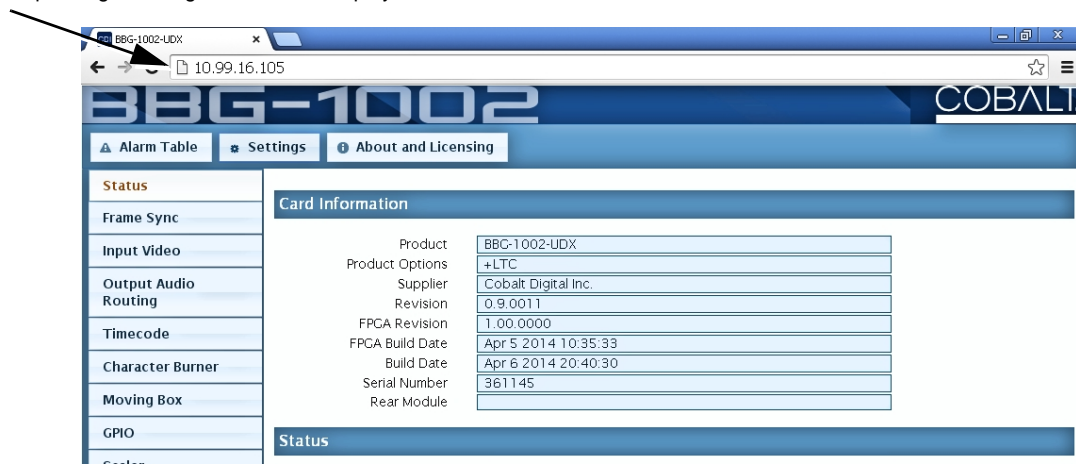 BBG-1002-UDX
10.99.16.105
BBG-1002
COBALT
Alarm Table
Settings
About and Licensing
Status
Frame Sync
Input Video
Output Audio
Routing
Timecode
Character Burner
Moving Box
GPIO
Card Information
Product BBG-1002-UDX
Product Options +LTC
Supplier Cobalt Digital Inc.
Revision 0.9.0011
FPGA Revision 1.00.0000
FPGA Build Date Apr 5 2014 10:35:33
Build Date Apr 6 2014 20:40:30
Serial Number 361145
Rear Module
Status